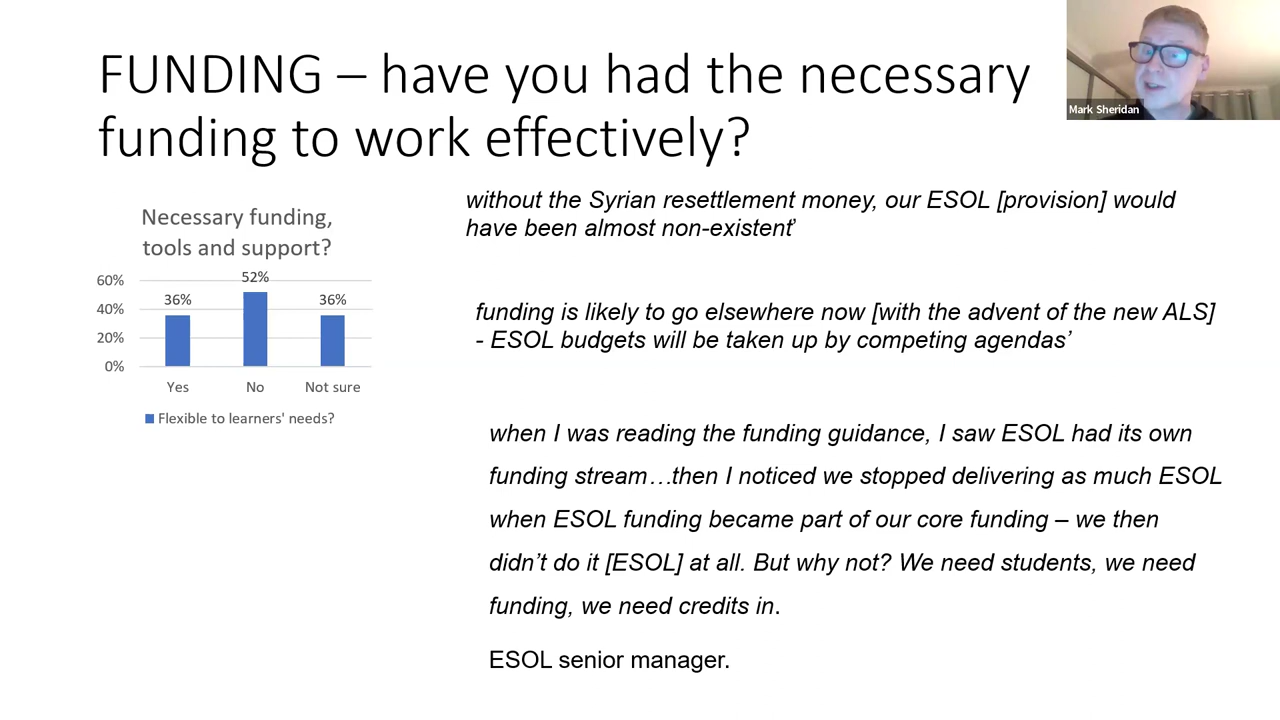 FUNDING – have you had the necessary
funding to work effectively?
Mark Sheridan
Necessary funding,
tools and support?
60%
40%
20%
0%
36%
52%
36%
Yes
No
Not sure
Flexible to learners' needs?
without the Syrian resettlement money, our ESOL [provision] would
have been almost non-existent’
funding is likely to go elsewhere now [with the advent of the new ALS]
- ESOL budgets will be taken up by competing agendas’
when I was reading the funding guidance, I saw ESOL had its own
funding stream…then I noticed we stopped delivering as much ESOL
when ESOL funding became part of our core funding – we then
didn’t do it [ESOL] at all. But why not? We need students, we need
funding, we need credits in.
ESOL senior manager.